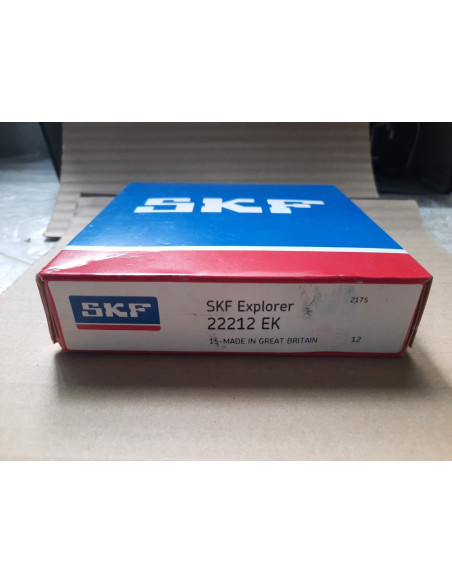 SKF
SKF
SKF Explorer 2175
22212 EK
MADE IN GREAT BRITAIN 12